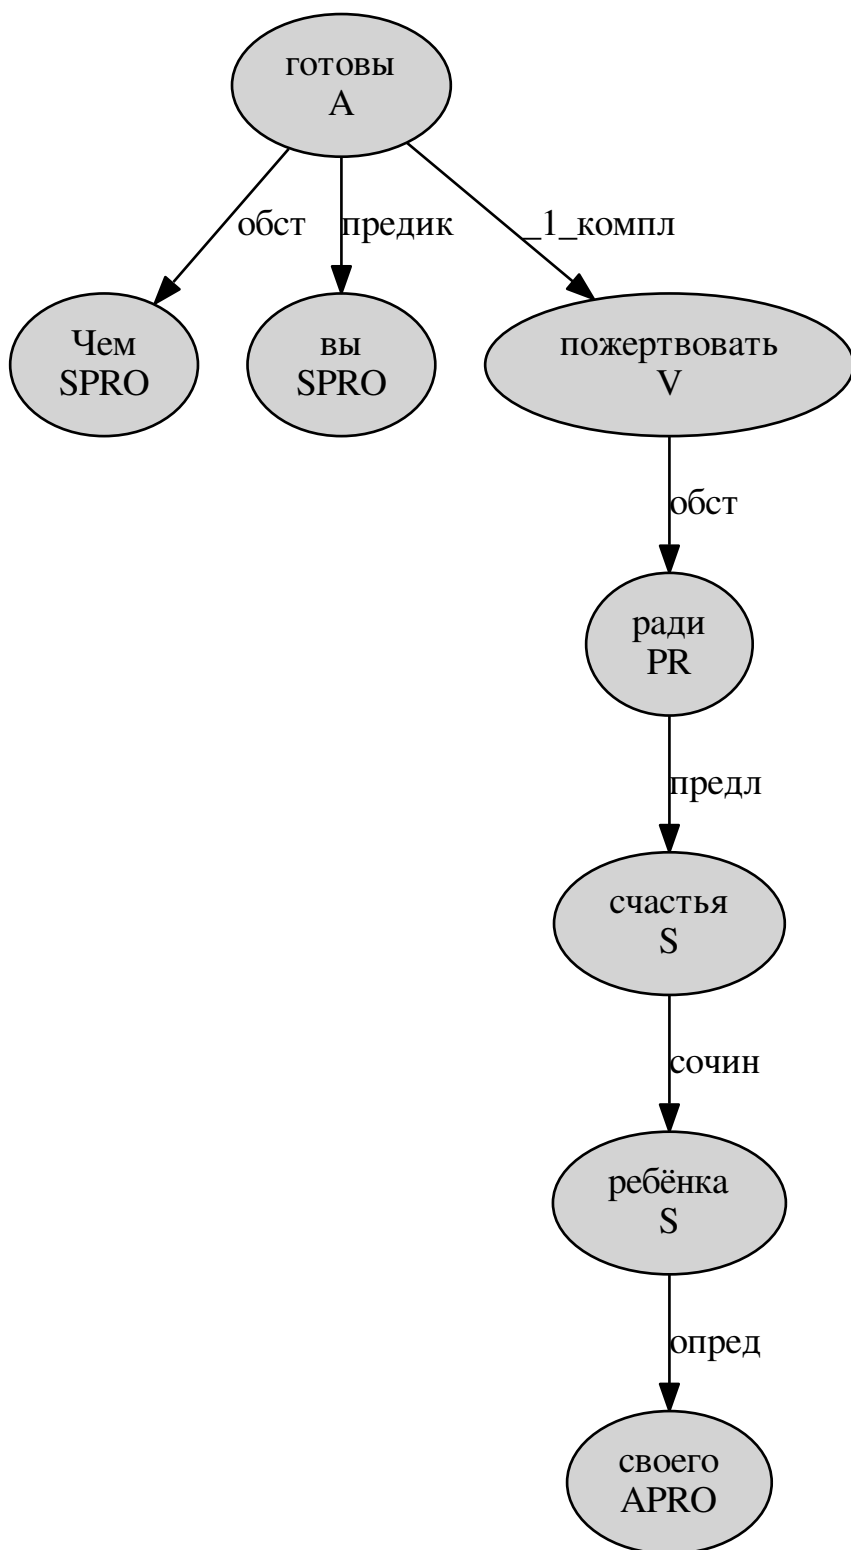 готовы
A
обст
предик
_1_компл
Чем
SPRO
вы
SPRO
пожертвовать
V
обст
ради
PR
предл
счастья
S
сочин
ребёнка
S
опред
своего
APRO